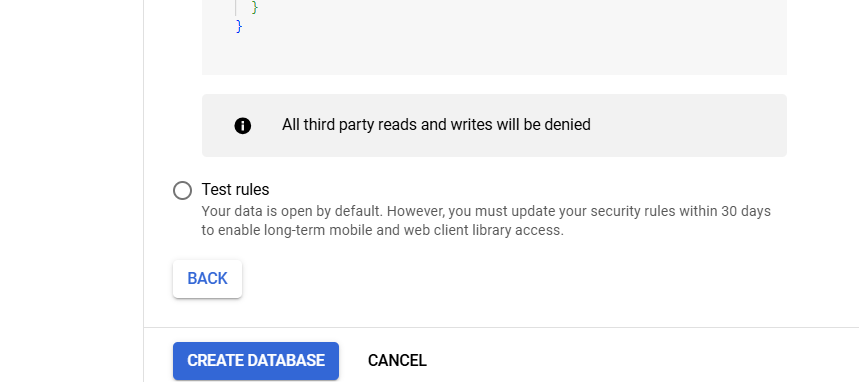 }
}
All third party reads and writes will be denied
Test rules
Your data is open by default. However, you must update your security rules within 30 days
to enable long-term mobile and web client library access.
BACK
CREATE DATABASE
CANCEL